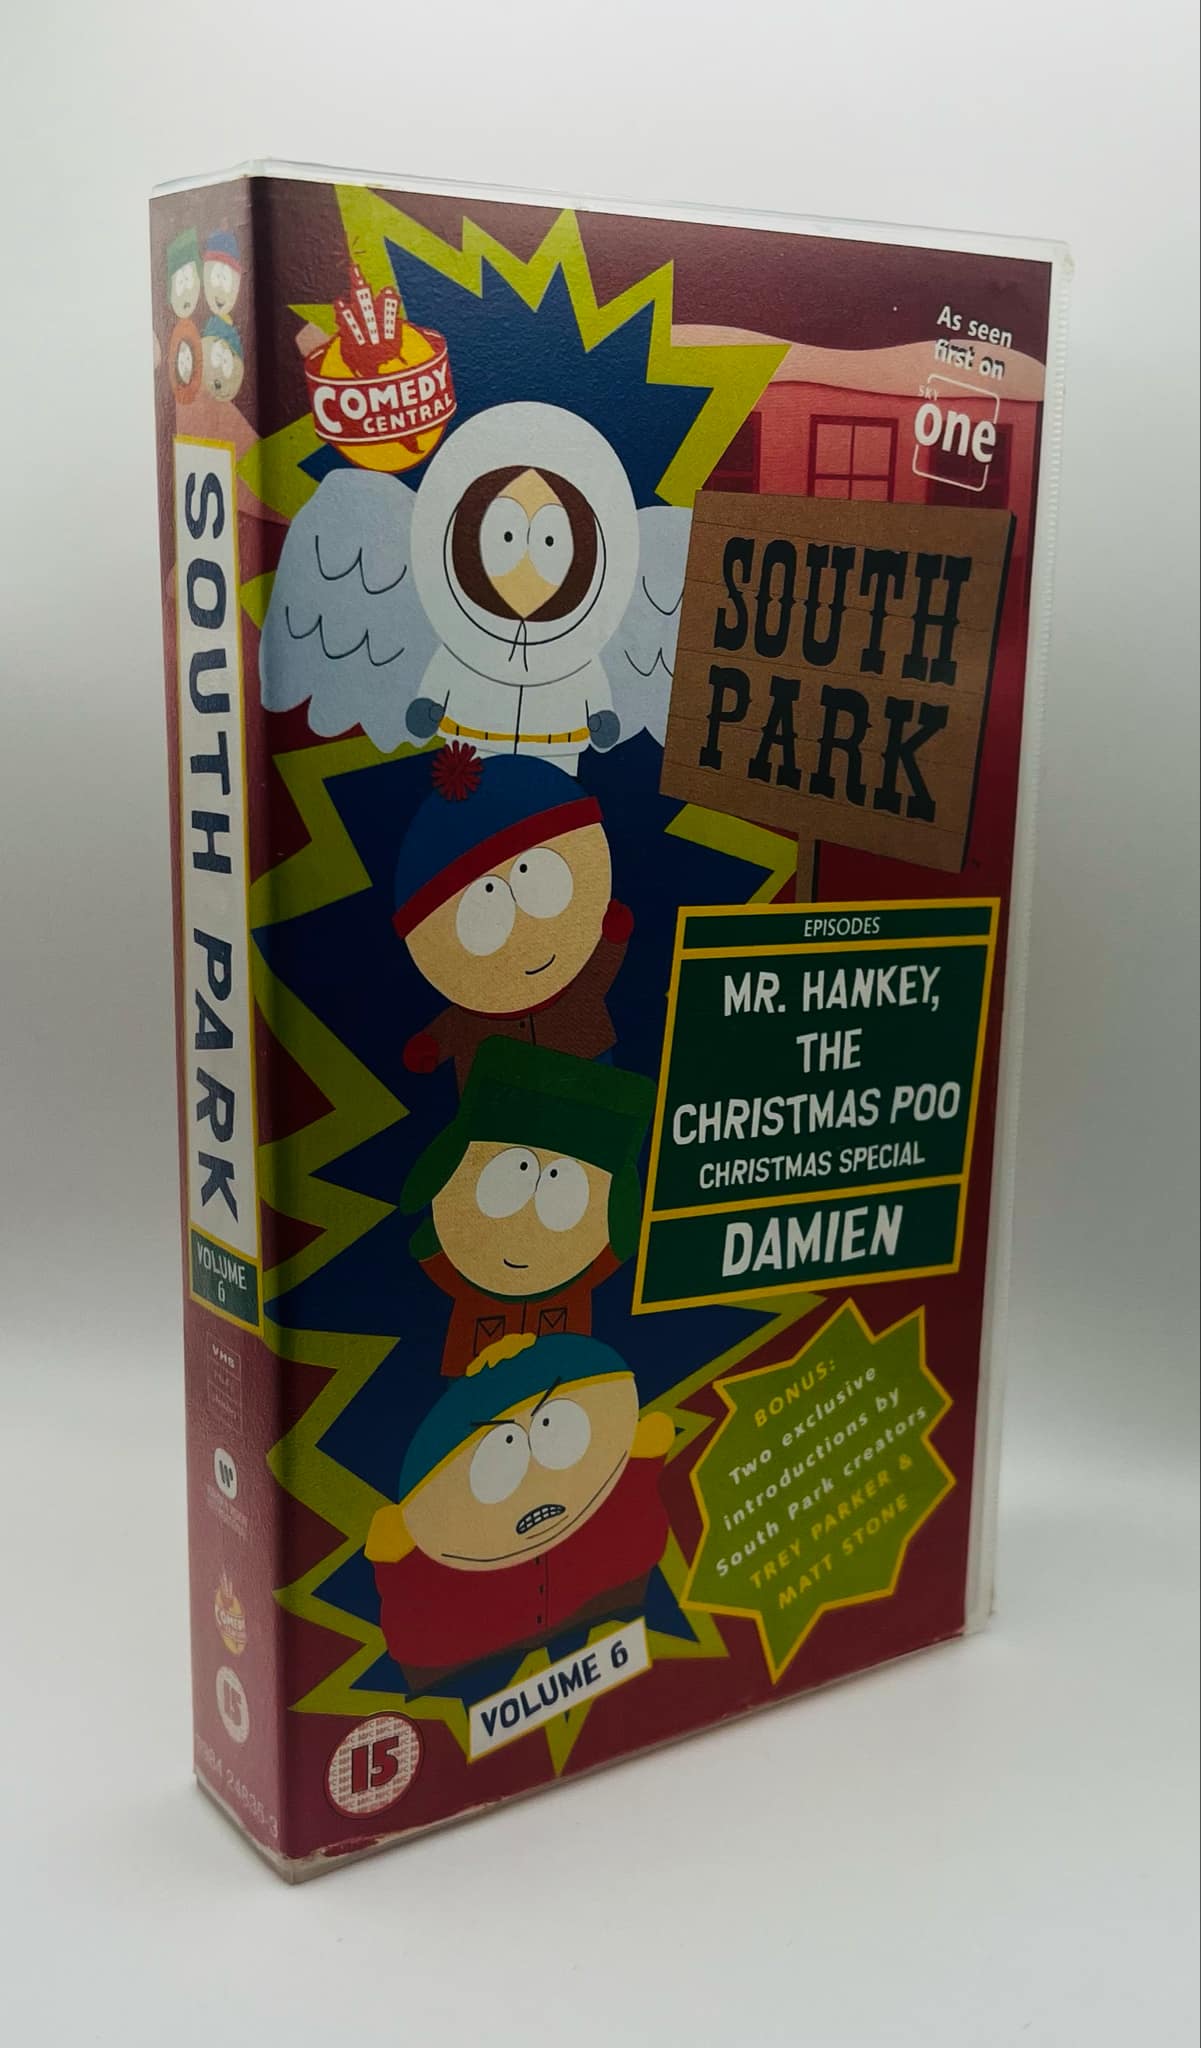 SOUTH PARK
VOLUME
6
VHS
15
COMEDY
CENTRAL
As seen
first on
SKY
one
SOUTH
PARK
EPISODES
MR. HANKEY,
THE
CHRISTMAS POO
CHRISTMAS SPECIAL
DAMIEN
BONUS:
Two exclusive
introductions by
South Park creators
TREY PARKER &
MATT STONE
VOLUME 6
15